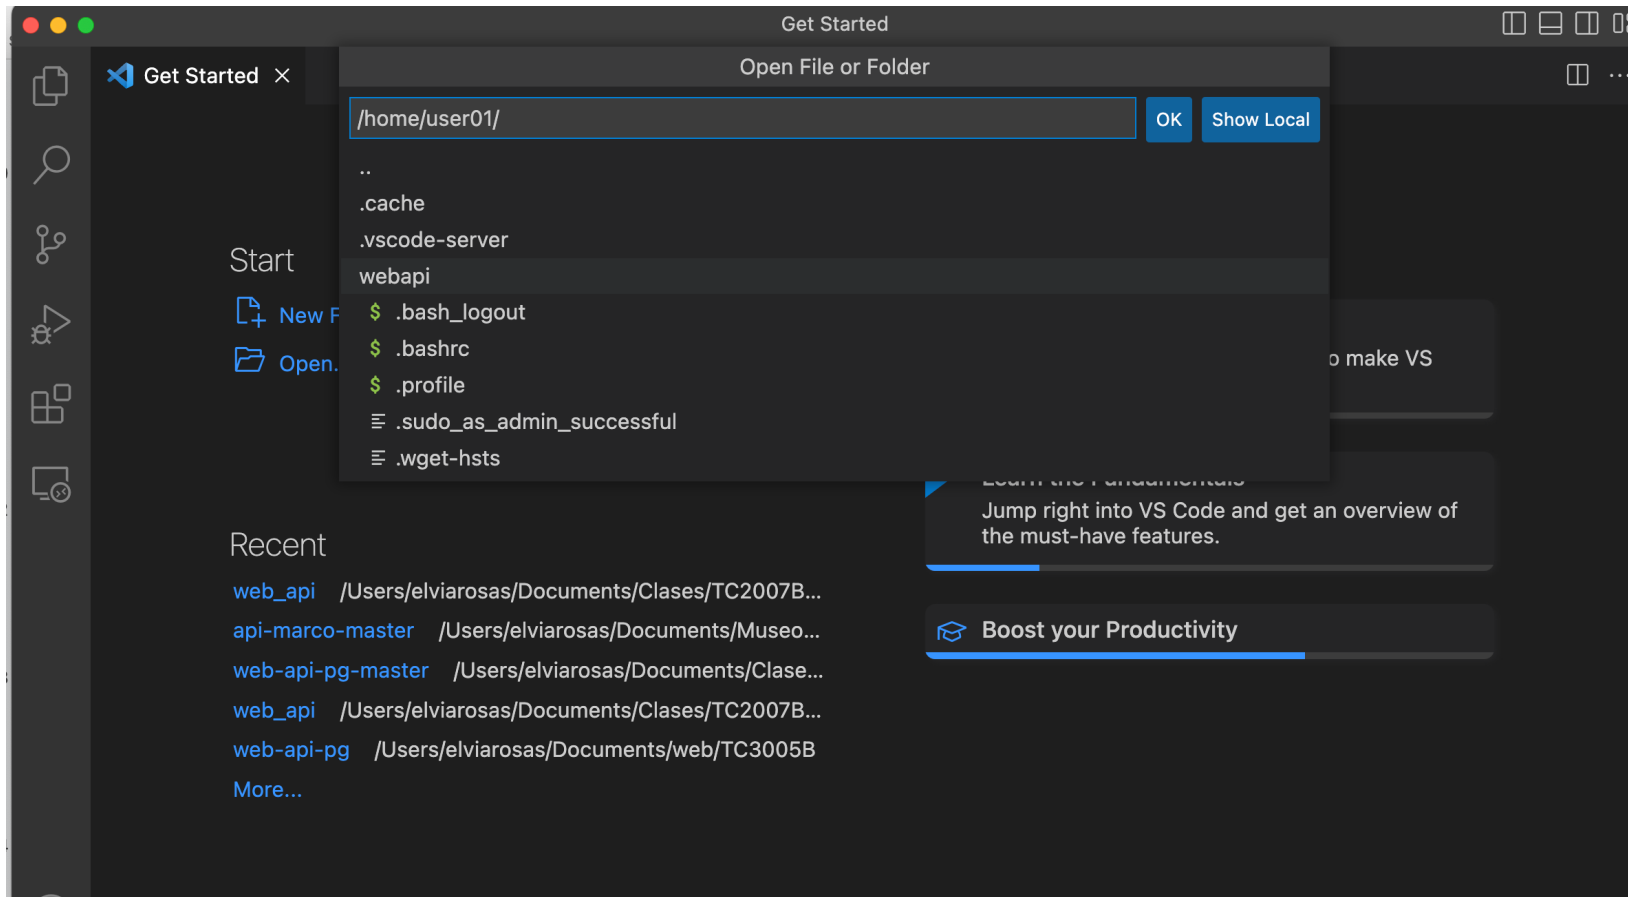 Get Started
Get Started
Open File or Folder
/home/user01/
OK
Show Local
..
.cache
.vscode-server
webapi
$ .bash_logout
$ .bashrc
$ .profile
.sudo_as_admin_successful
.wget-hsts
Start
New F
Open.
o make VS
Learn the Fundamentals
Jump right into VS Code and get an overview of
the must-have features.
Boost your Productivity
Recent
web_api /Users/elviarosas/Documents/Clases/TC2007B...
api-marco-master /Users/elviarosas/Documents/Museo...
web-api-pg-master /Users/elviarosas/Documents/Clase...
web_api /Users/elviarosas/Documents/Clases/TC2007B...
web-api-pg /Users/elviarosas/Documents/web/TC3005B
More...